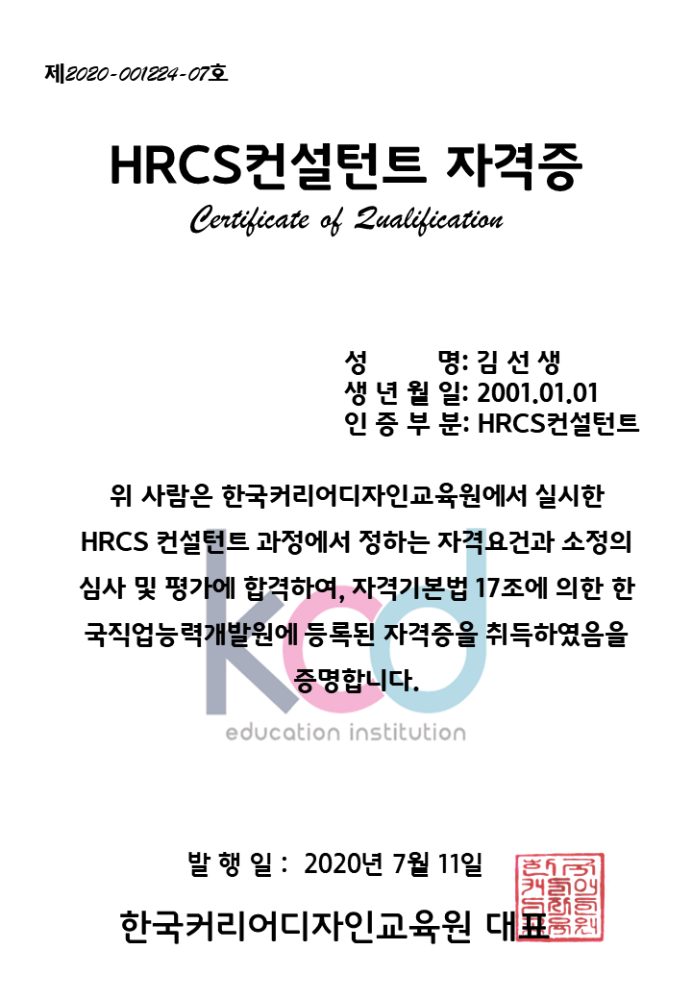 제2020-001224-07호
HRCS컨설턴트 자격증
Certificate of Qualification
성 명: 김 선 생
생 년 월 일: 2001.01.01
인 증 부 분: HRCS컨설턴트
위 사람은 한국커리어디자인교육원에서 실시한
HRCS 컨설턴트 과정에서 정하는 자격요건과 소정의
심사 및 평가에 합격하여, 자격기본법 17조에 의한 한
국직업능력개발원에 등록된 자격증을 취득하였음을
증명합니다.
kcd
education institution
발 행 일 : 2020년 7월 11일
한국커리어디자인교육원 대표